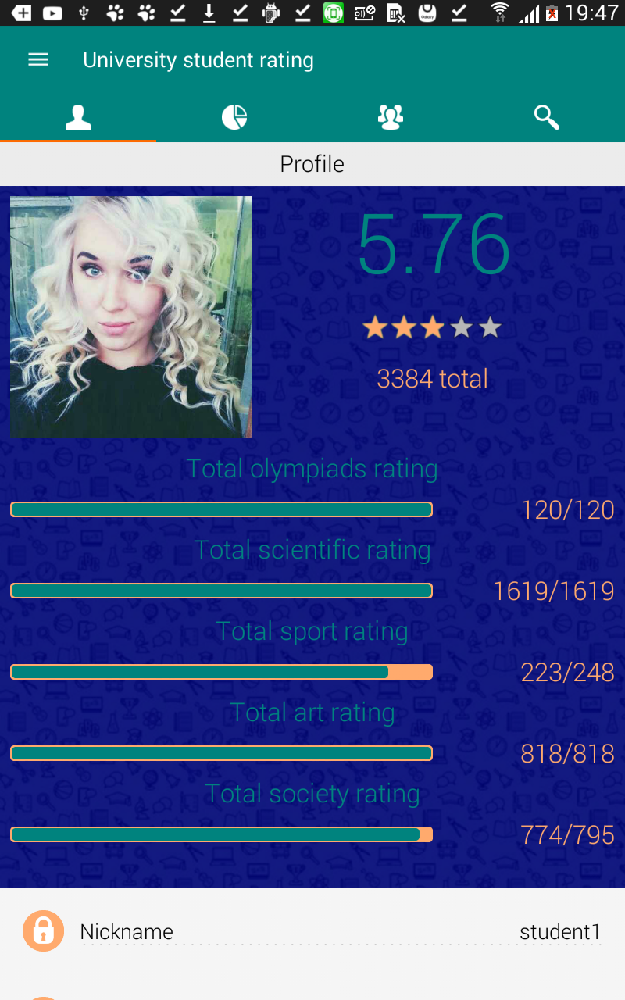 19:47
University student rating
Profile
5.76
3384 total
Total olympiads rating
120/120
Total scientific rating
1619/1619
Total sport rating
223/248
Total art rating
818/818
Total society rating
774/795
Nickname student1